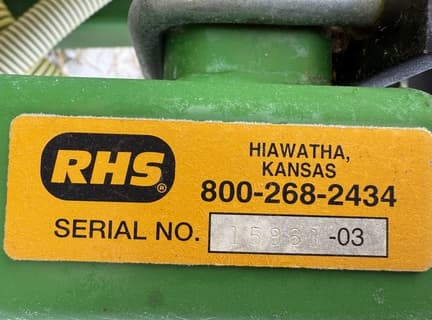 RHS®
HIAWATHA,
KANSAS
800-268-2434
SERIAL NO. -03